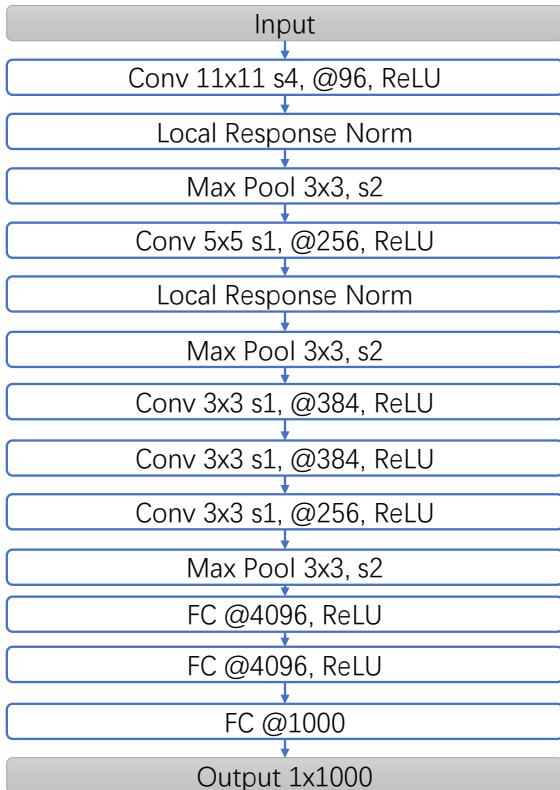 Input
Conv 11x11 s4, @96, ReLU
Local Response Norm
Max Pool 3x3, s2
Conv 5x5 s1, @256, ReLU
Local Response Norm
Max Pool 3x3, s2
Conv 3x3 s1, @384, ReLU
Conv 3x3 s1, @384, ReLU
Conv 3x3 s1, @256, ReLU
Max Pool 3x3, s2
FC @4096, ReLU
FC @4096, ReLU
FC @1000
Output 1x1000